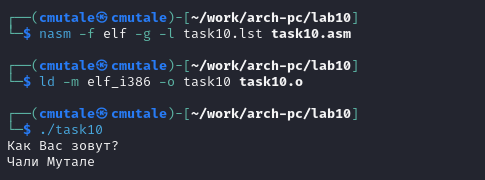 ┌──(cmutale㉿cmutale)-[~/work/arch-pc/lab10]
└─$ nasm -f elf -g -l task10.lst task10.asm
┌──(cmutale㉿cmutale)-[~/work/arch-pc/lab10]
└─$ ld -m elf_i386 -o task10 task10.o
┌──(cmutale㉿cmutale)-[~/work/arch-pc/lab10]
└─$ ./task10
Как Вас зовут?
Чали Мутале